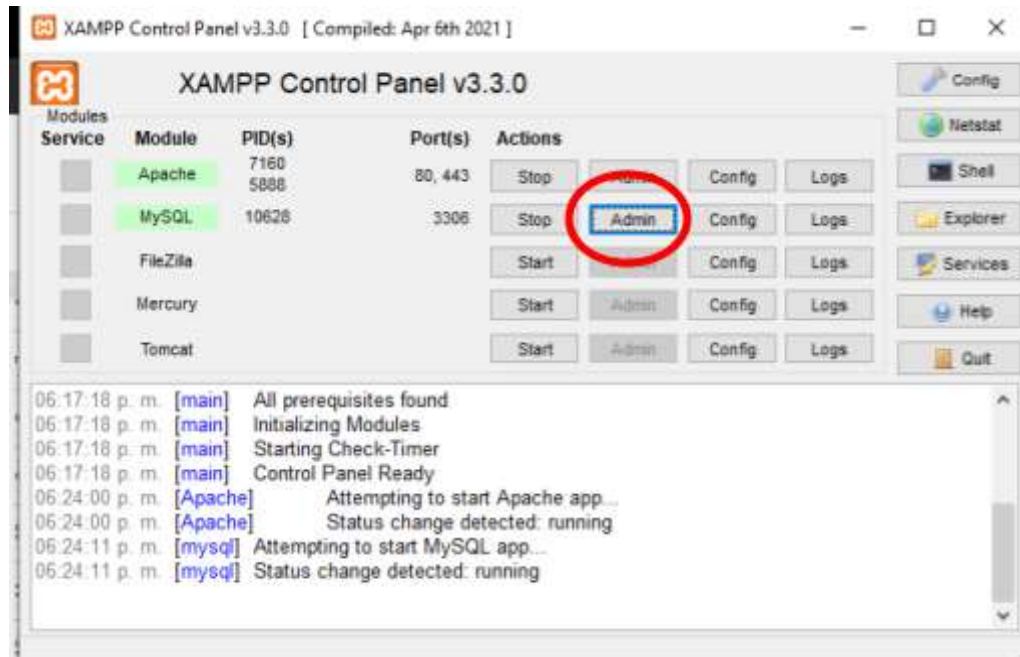 XAMPP Control Panel v3.3.0 [ Compiled: Apr 6th 2021 ]
XAMPP Control Panel v3.3.0
Config
Modules
Service Module PID(s) Port(s) Actions
Netstat
Apache 7160 5888 80, 443 Stop Admin Config Logs
Shell
MySQL 10628 3306 Stop Admin Config Logs
Explorer
FileZilla Start Admin Config Logs
Services
Mercury Start Admin Config Logs
Help
Tomcat Start Admin Config Logs
Quit
06:17:18 p. m. [main] All prerequisites found
06:17:18 p. m. [main] Initializing Modules
06:17:18 p. m. [main] Starting Check-Timer
06:17:18 p. m. [main] Control Panel Ready
06:24:00 p. m. [Apache] Attempting to start Apache app...
06:24:00 p. m. [Apache] Status change detected: running
06:24:11 p. m. [mysql] Attempting to start MySQL app...
06:24:11 p. m. [mysql] Status change detected: running